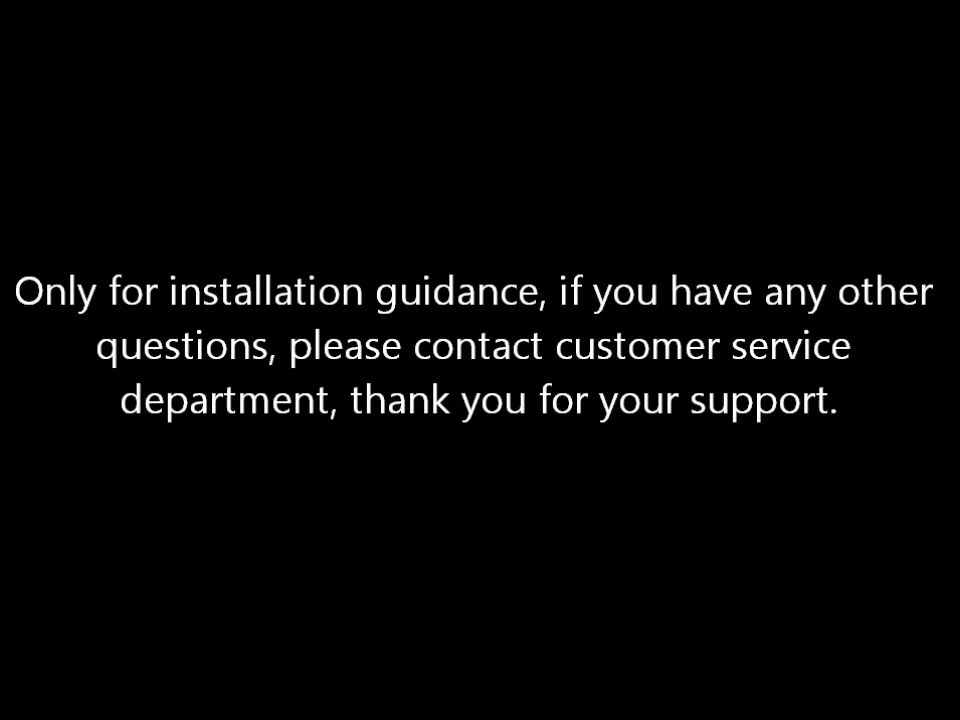 Only for installation guidance, if you have any other
questions, please contact customer service
department, thank you for your support.